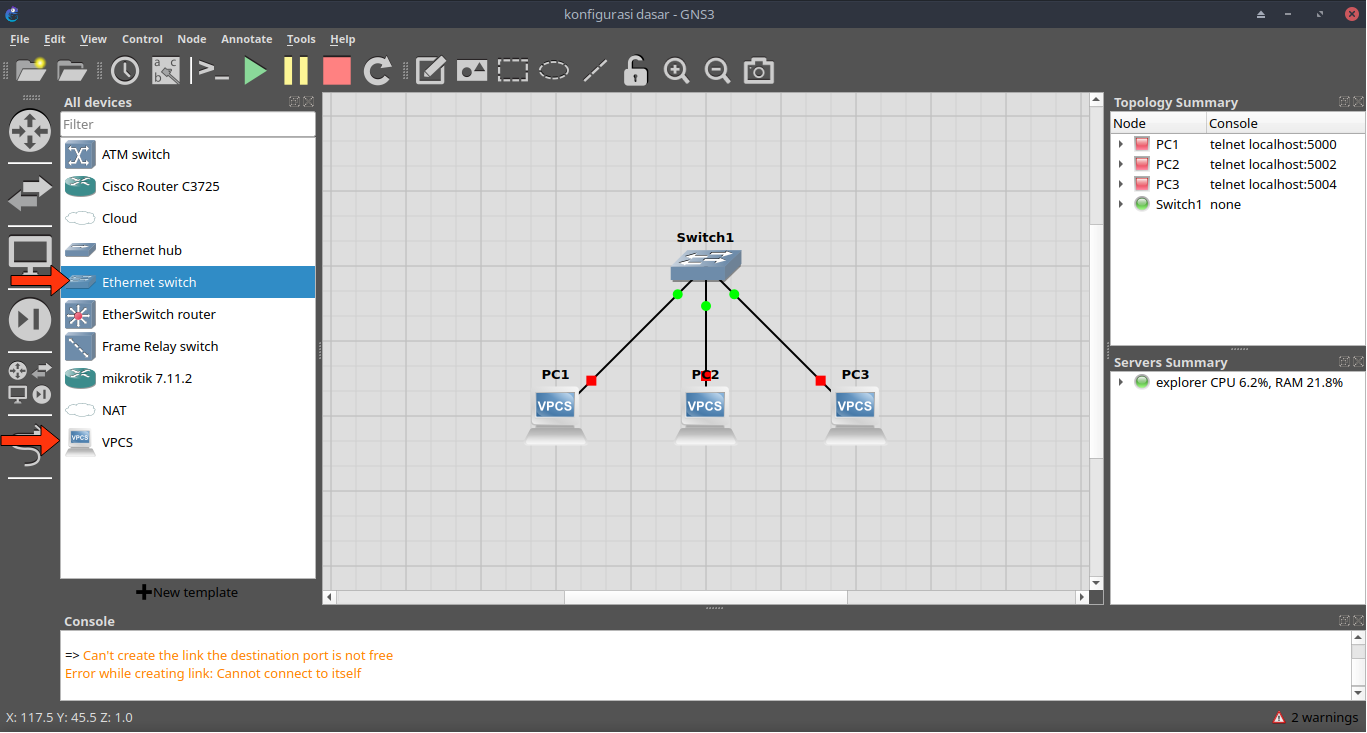 konfigurasi dasar - GNS3
File Edit View Control Node Annotate Tools Help
All devices
Filter
ATM switch
Cisco Router C3725
Cloud
Ethernet hub
Ethernet switch
EtherSwitch router
Frame Relay switch
mikrotik 7.11.2
NAT
VPCS
VPCS
New template
Switch1
PC1 PC2 PC3
VPCS VPCS VPCS
Topology Summary
Node Console
PC1 telnet localhost:5000
PC2 telnet localhost:5002
PC3 telnet localhost:5004
Switch1 none
Servers Summary
explorer CPU 6.2%, RAM 21.8%
Console
=> Can't create the link the destination port is not free
Error while creating link: Cannot connect to itself
X: 117.5 Y: 45.5 Z: 1.0
2 warnings